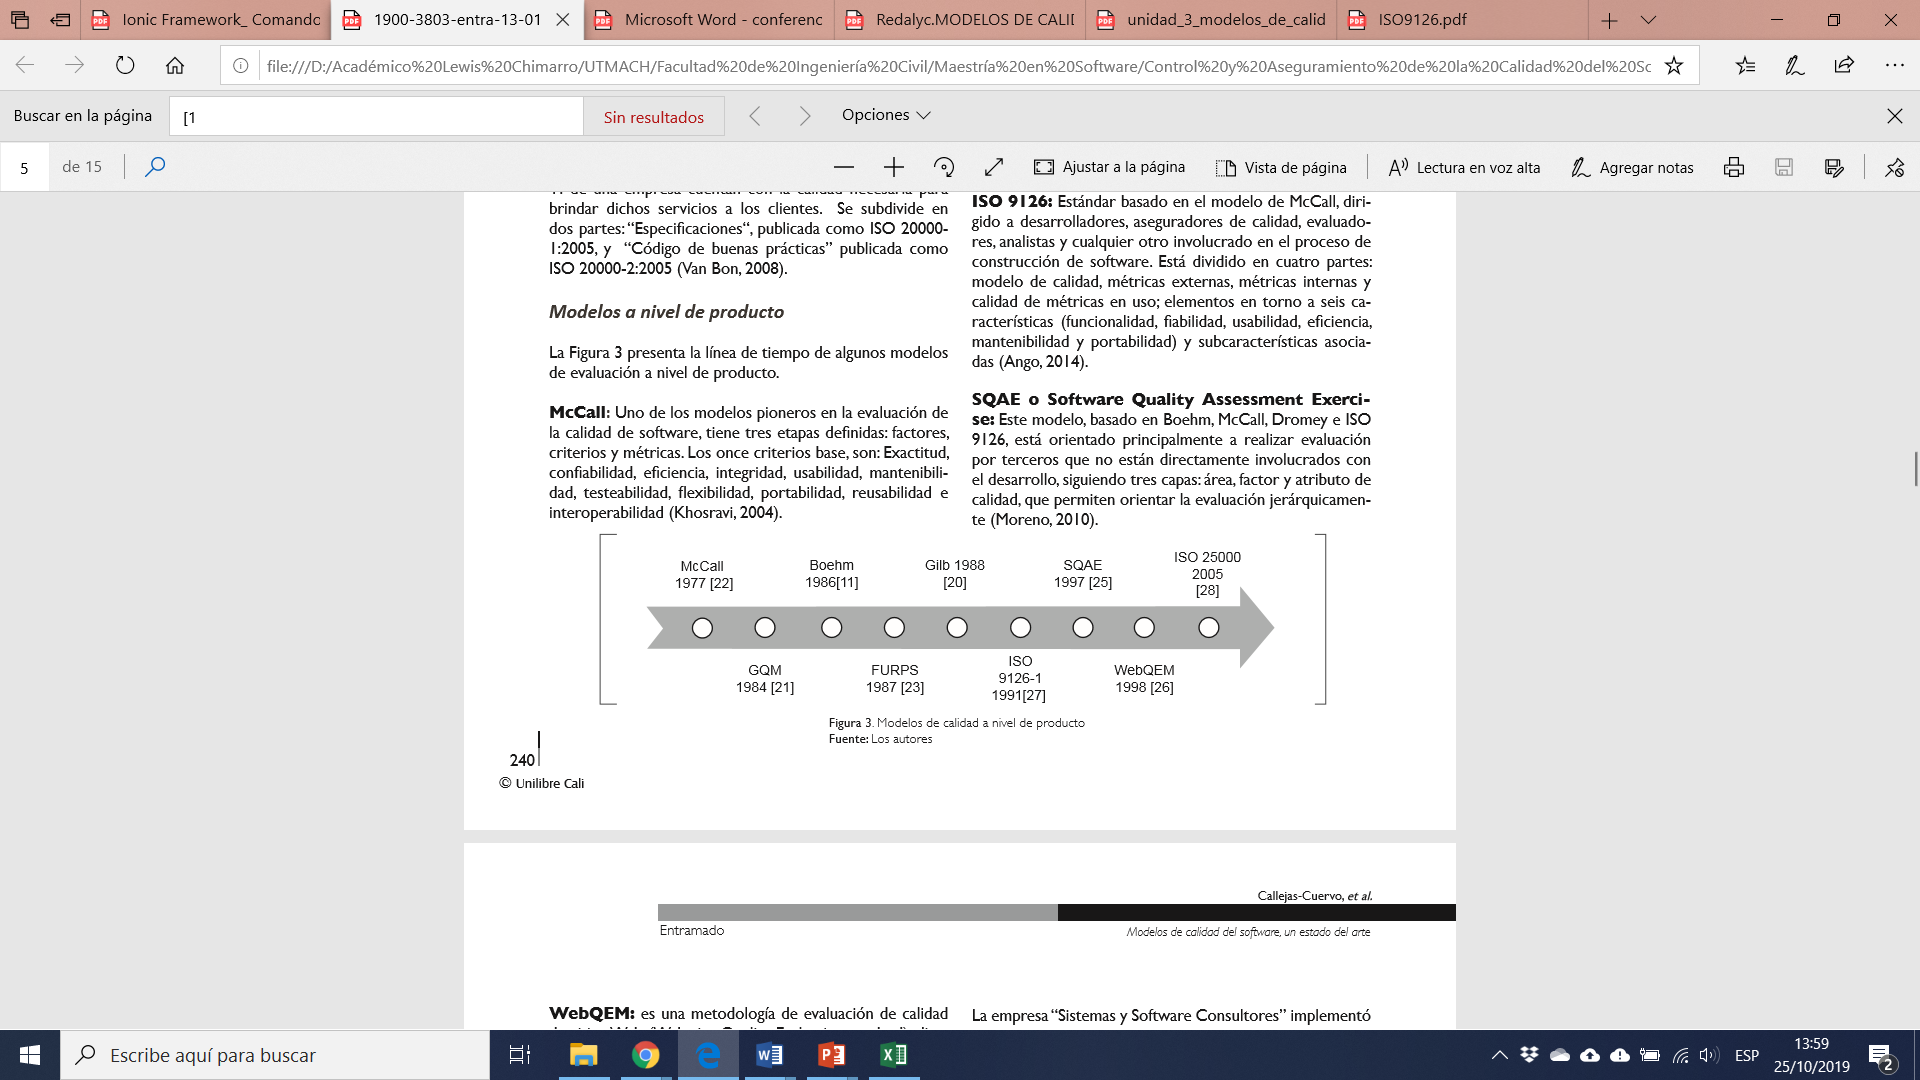 Ionic Framework_ Comando
1900-3803-entra-13-01
Microsoft Word - conferenc
Redalyc.MODELOS DE CALI
unidad_3_modelos_de_calid
ISO9126.pdf
file:///D:/Académico%20Lewis%20Chimarro/UTMACH/Facultad%20de%20Ingeniería%20Civil/Maestría%20en%20Software/Control%20y%20Aseguramiento%20de%20la%20Calidad%20del%20Sc
Buscar en la página
[1
Sin resultados
Opciones
5
de 15
Ajustar a la página
Vista de página
Lectura en voz alta
Agregar notas
TI de una empresa cuentan con la calidad necesaria para
brindar dichos servicios a los clientes. Se subdivide en
dos partes: “Especificaciones“, publicada como ISO 20000-
1:2005, y “Código de buenas prácticas” publicada como
ISO 20000-2:2005 (Van Bon, 2008).
Modelos a nivel de producto
La Figura 3 presenta la línea de tiempo de algunos modelos
de evaluación a nivel de producto.
McCall: Uno de los modelos pioneros en la evaluación de
la calidad de software, tiene tres etapas definidas: factores,
criterios y métricas. Los once criterios base, son: Exactitud,
confiabilidad, eficiencia, integridad, usabilidad, mantenibili-
dad, testeabilidad, flexibilidad, portabilidad, reusabilidad e
interoperabilidad (Khosravi, 2004).
ISO 9126: Estándar basado en el modelo de McCall, diri-
gido a desarrolladores, aseguradores de calidad, evaluado-
res, analistas y cualquier otro involucrado en el proceso de
construcción de software. Está dividido en cuatro partes:
modelo de calidad, métricas externas, métricas internas y
calidad de métricas en uso; elementos en torno a seis ca-
racterísticas (funcionalidad, fiabilidad, usabilidad, eficiencia,
mantenibilidad y portabilidad) y subcaracterísticas asocia-
das (Ango, 2014).
SQAE o Software Quality Assessment Exerci-
se: Este modelo, basado en Boehm, McCall, Dromey e ISO
9126, está orientado principalmente a realizar evaluación
por terceros que no están directamente involucrados con
el desarrollo, siguiendo tres capas: área, factor y atributo de
calidad, que permiten orientar la evaluación jerárquicamen-
te (Moreno, 2010).
McCall
1977 [22]
Boehm
1986[11]
Gilb 1988
[20]
SQAE
1997 [25]
ISO 25000
2005
[28]
GQM
1984 [21]
FURPS
1987 [23]
ISO
9126-1
1991[27]
WebQEM
1998 [26]
Figura 3. Modelos de calidad a nivel de producto
Fuente: Los autores
240
© Unilibre Cali
Callejas-Cuervo, et al.
Entramado
Modelos de calidad del software, un estado del arte
WebQEM: es una metodología de evaluación de calidad
La empresa “Sistemas y Software Consultores” implementó
Escribe aquí para buscar
ESP
13:59
25/10/2019
2